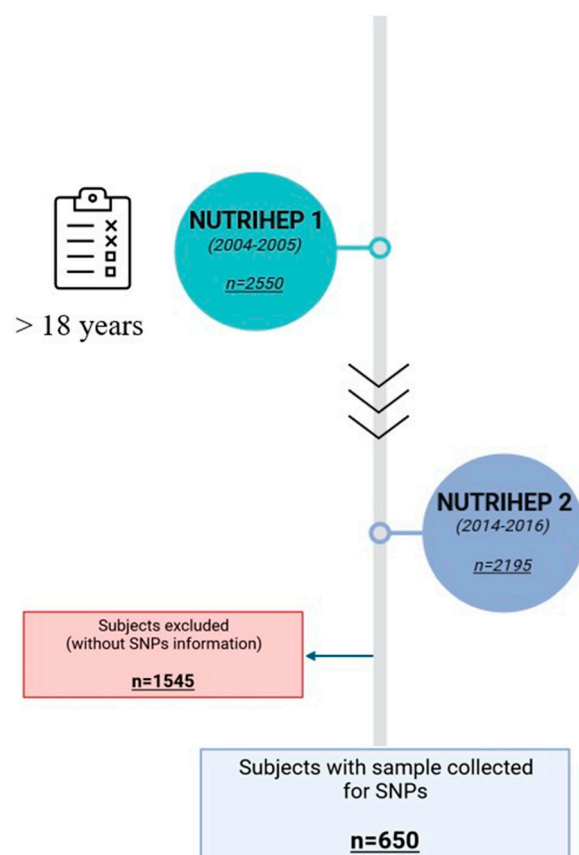 NUTRIHEP 1
(2004-2005)
n=2550
> 18 years
NUTRIHEP 2
(2014-2016)
n=2195
Subjects excluded
(without SNPs information)
n=1545
Subjects with sample collected
for SNPs
n=650